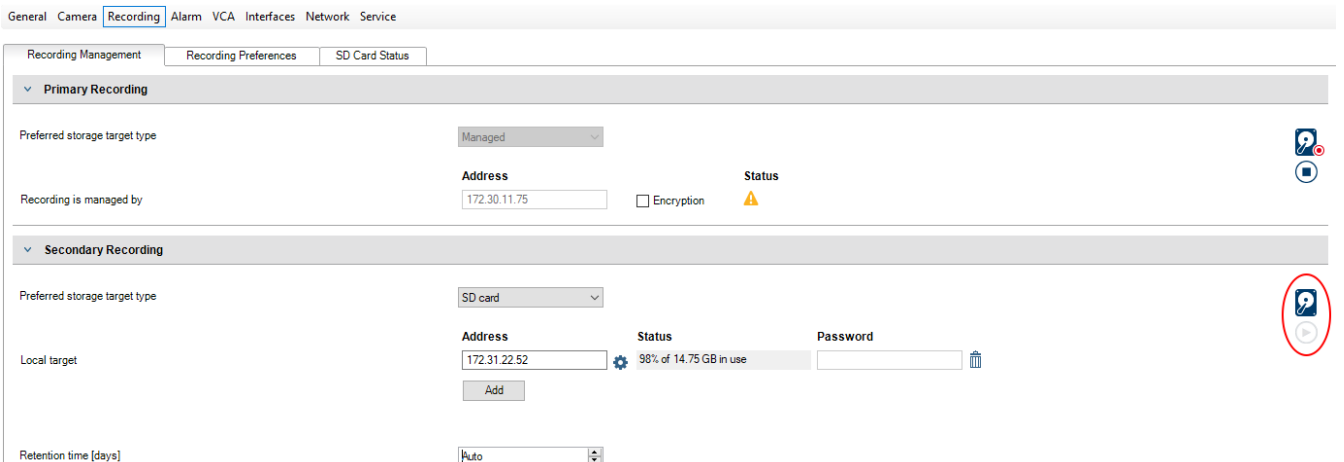 General Camera Recording Alarm VCA Interfaces Network Service
Recording Management Recording Preferences SD Card Status
Primary Recording
Preferred storage target type Managed
Address Status
Recording is managed by 172.30.11.75 Encryption
Secondary Recording
Preferred storage target type SD card
Address Status Password
Local target 172.31.22.52 98% of 14.75 GB in use
Add
Retention time [days] Auto